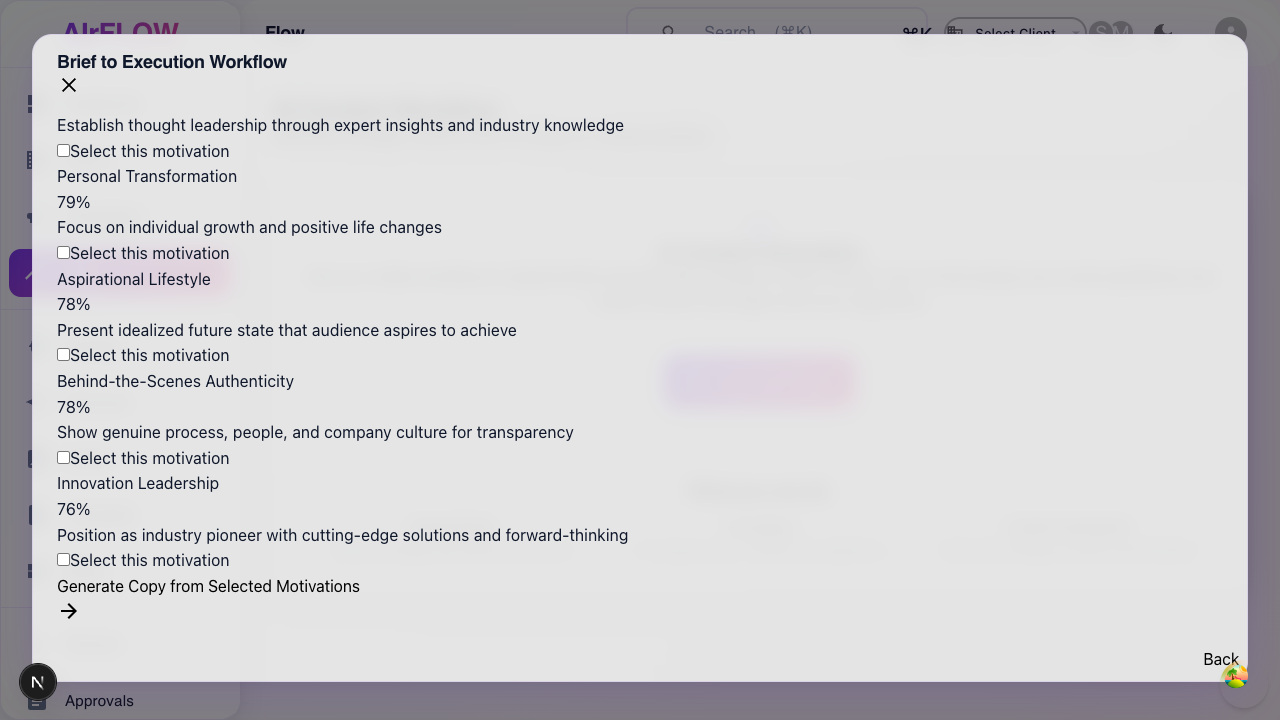 AIrFLOW
Flow
Search... (⌘K)
⌘K
Select Client
S
M
Brief to Execution Workflow
Establish thought leadership through expert insights and industry knowledge
Select this motivation
Personal Transformation
79%
Focus on individual growth and positive life changes
Select this motivation
Aspirational Lifestyle
78%
Present idealized future state that audience aspires to achieve
Select this motivation
Behind-the-Scenes Authenticity
78%
Show genuine process, people, and company culture for transparency
Select this motivation
Innovation Leadership
76%
Position as industry pioneer with cutting-edge solutions and forward-thinking
Select this motivation
Generate Copy from Selected Motivations
Back
N
Approvals